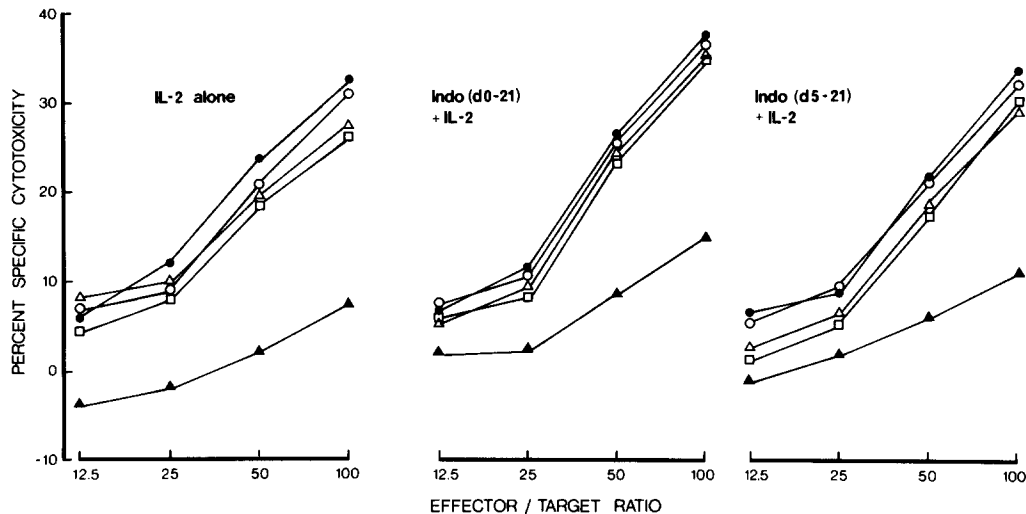 PERCENT SPECIFIC CYTOTOXICITY
40
30
20
10
0
-10
IL-2 alone
12.5 25 50 100
Indo (d0-21)
+ IL-2
12.5 25 50 100
Indo (d5-21)
+ IL-2
12.5 25 50 100
EFFECTOR / TARGET RATIO